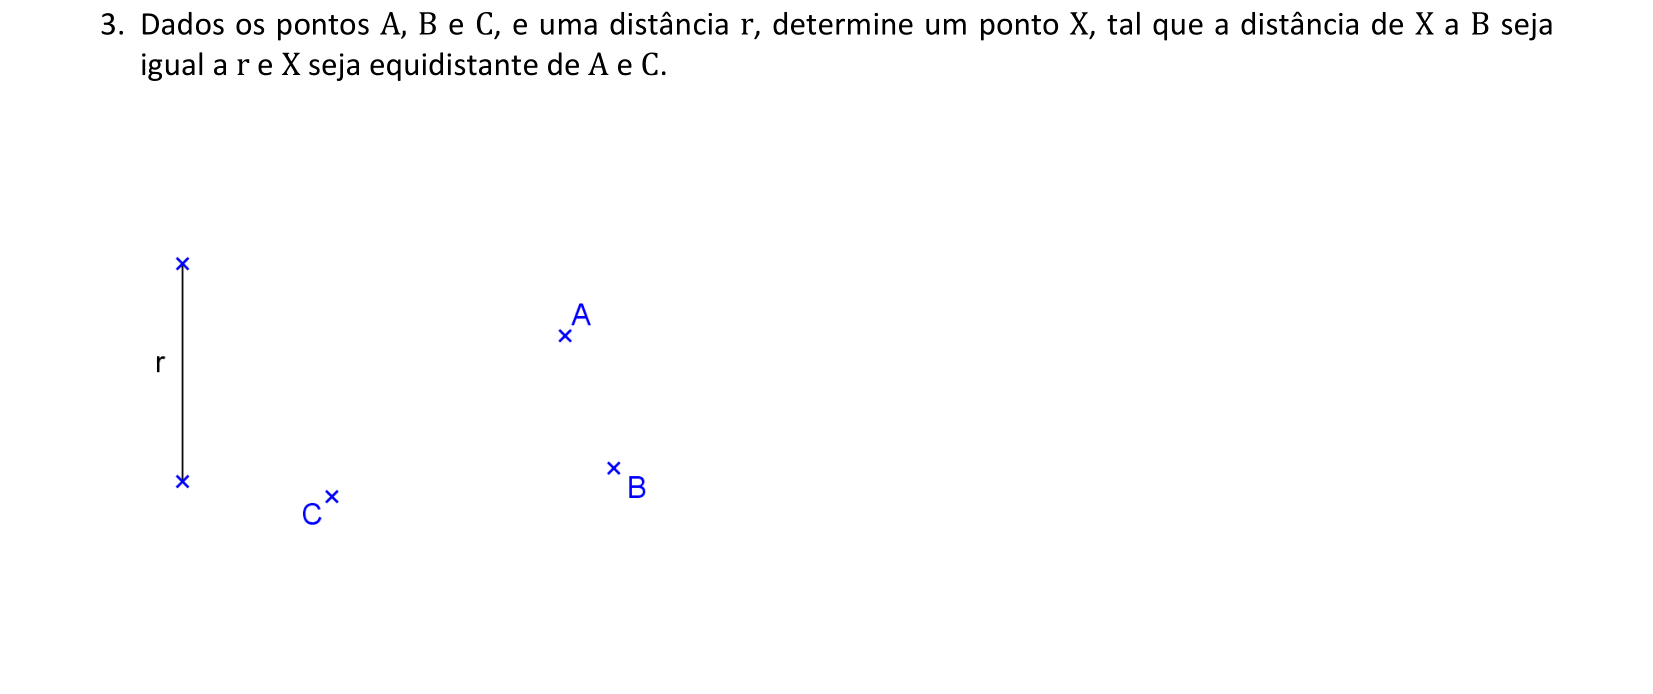 3. Dados os pontos A, B e C, e uma distância r, determine um ponto X, tal que a distância de X a B seja
igual a r e X seja equidistante de A e C.
A
r
B
C